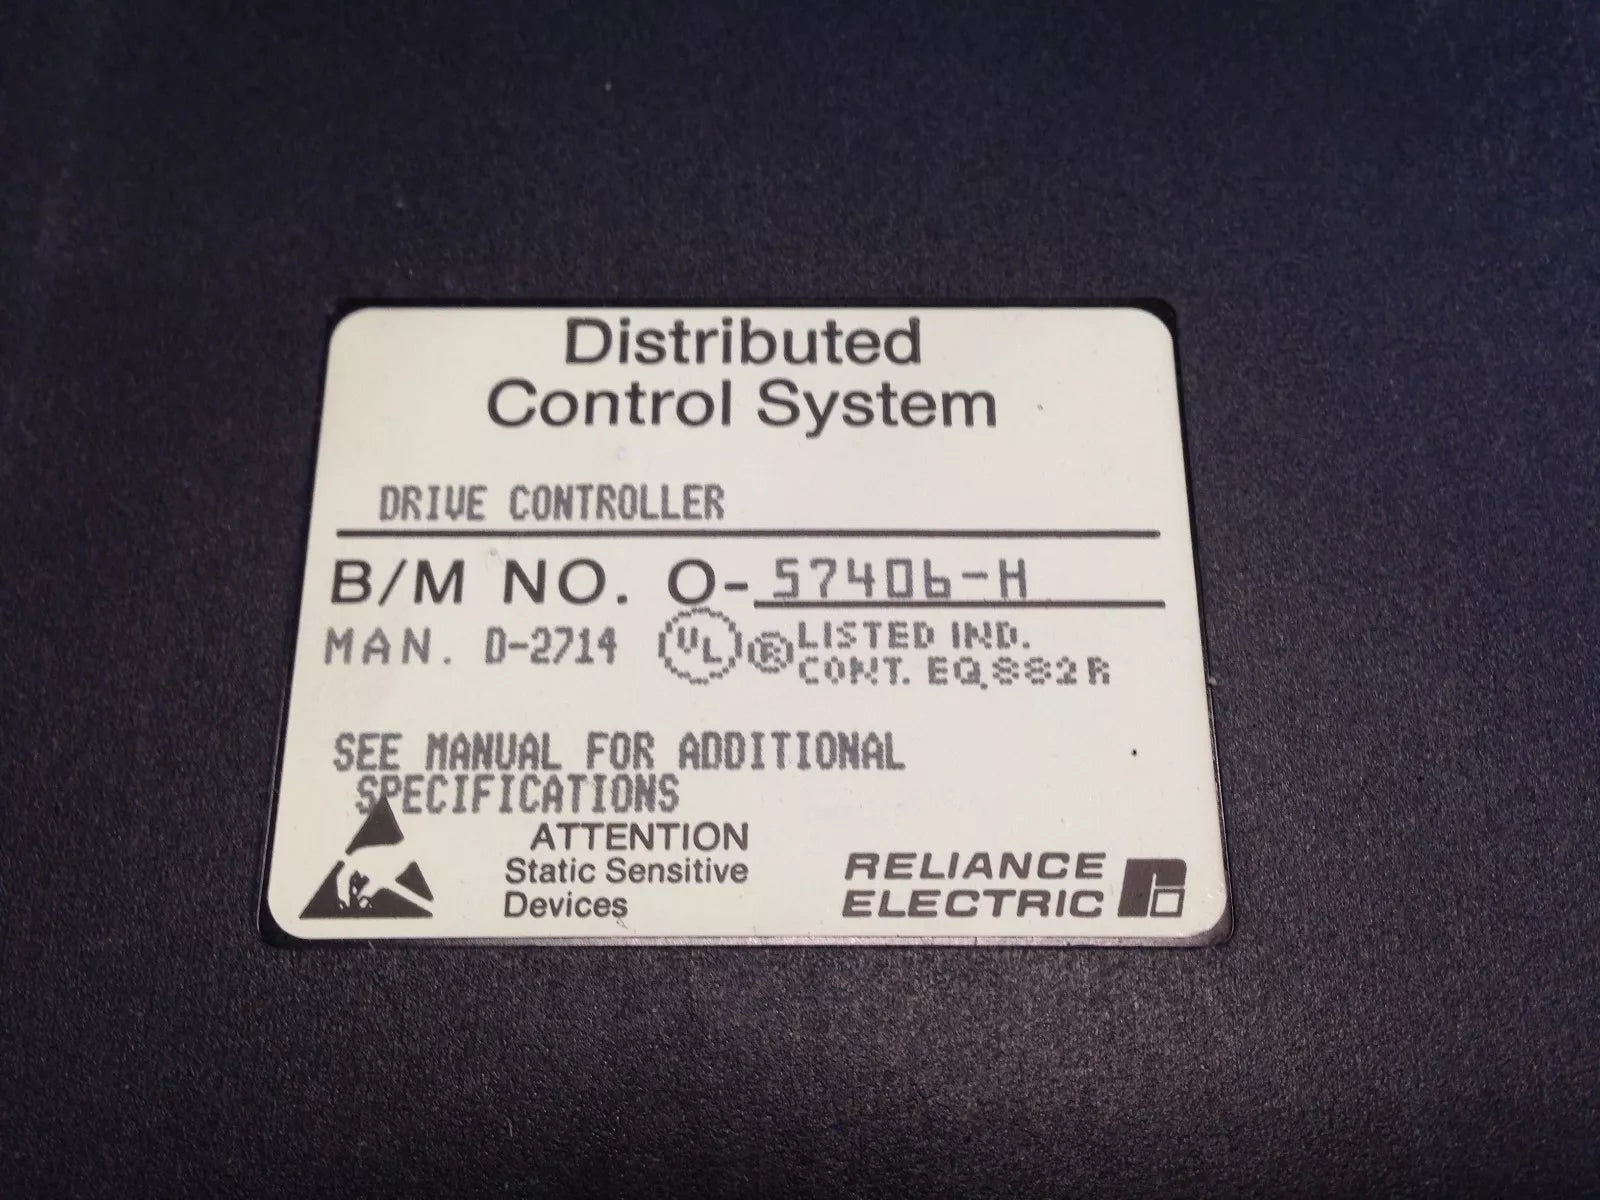 Distributed
Control System
DRIVE CONTROLLER
B/M NO. O-57406-H
MAN. D-2714 UL ® LISTED IND.
CONT. EQ.882R
SEE MANUAL FOR ADDITIONAL
SPECIFICATIONS
ATTENTION
Static Sensitive
Devices
RELIANCE
ELECTRIC